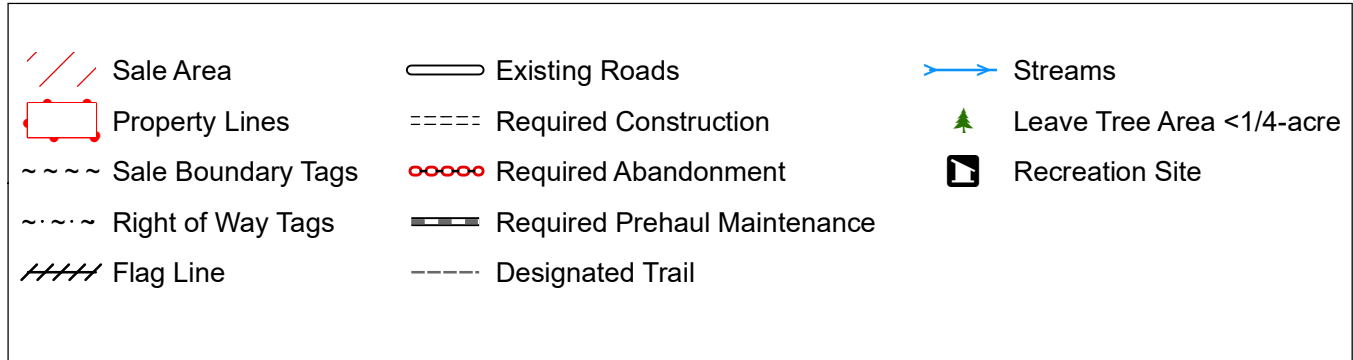 Sale Area
Property Lines
Sale Boundary Tags
Right of Way Tags
Flag Line
Existing Roads
Required Construction
Required Abandonment
Required Prehaul Maintenance
Designated Trail
Streams
Leave Tree Area <1/4-acre
Recreation Site